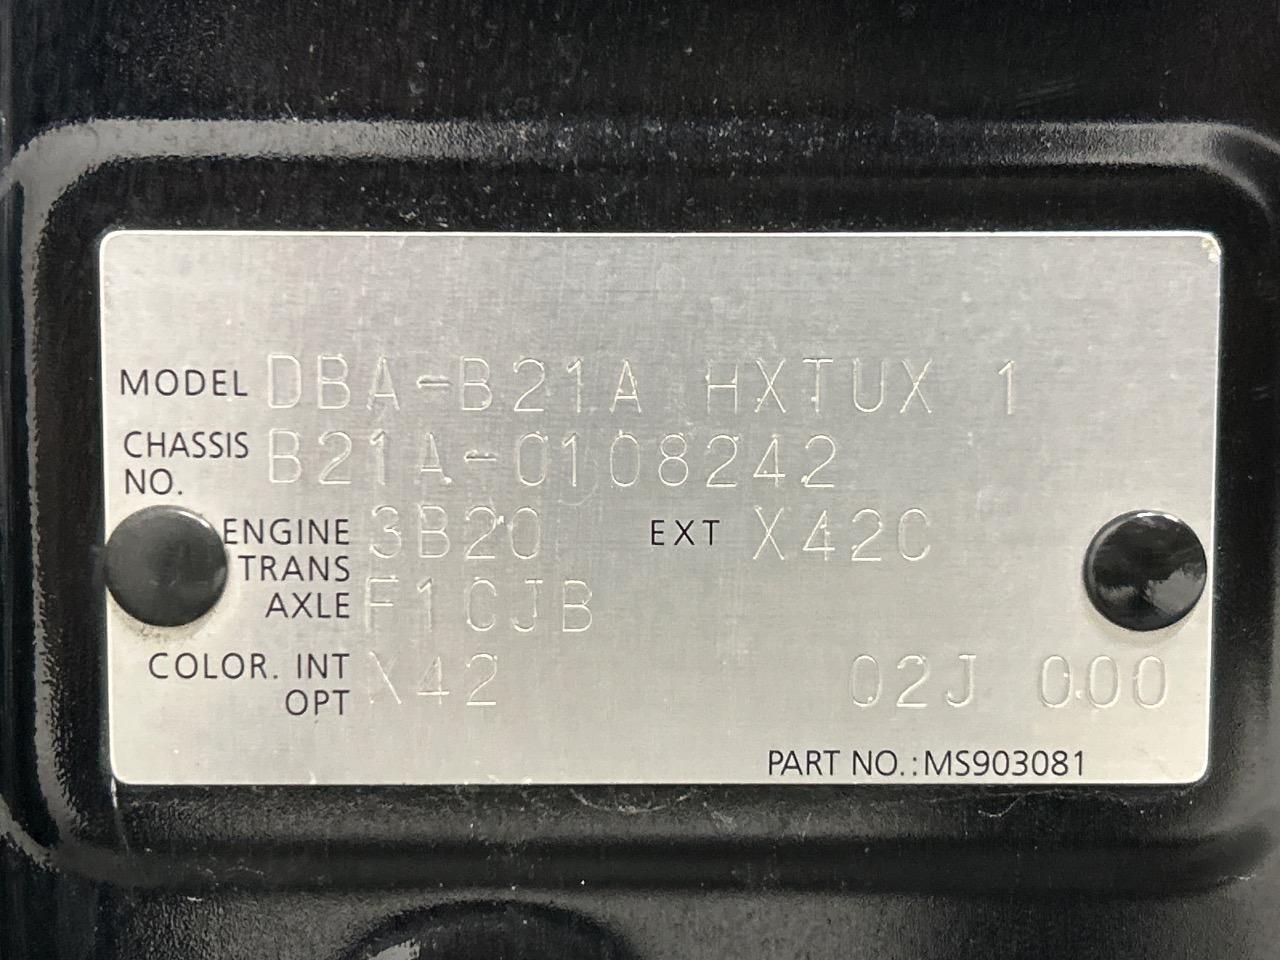 MODEL DBA-B21A HXTUX 1
CHASSIS NO. B21A-0108242
ENGINE 3B20 EXT X42C
TRANS AXLE F1CJB
COLOR. INT OPT X42 02J 000
PART NO.:MS903081